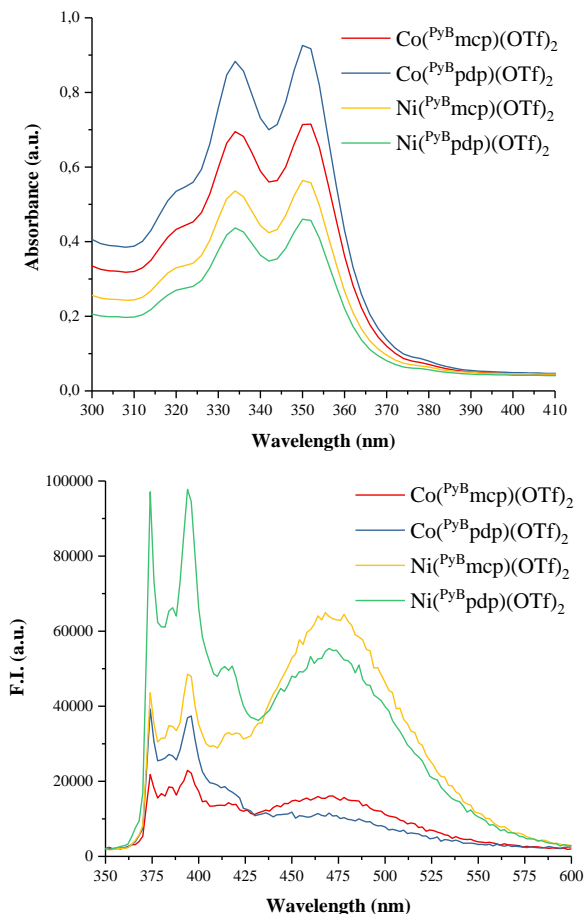 1,0
0,8
0,6
0,4
0,2
0,0
Absorbance (a.u.)
Co(ᴾʸᴮmcp)(OTf)₂
Co(ᴾʸᴮpdp)(OTf)₂
Ni(ᴾʸᴮmcp)(OTf)₂
Ni(ᴾʸᴮpdp)(OTf)₂
300 310 320 330 340 350 360 370 380 390 400 410
Wavelength (nm)
100000
80000
60000
40000
20000
0
F.I. (a.u.)
Co(ᴾʸᴮmcp)(OTf)₂
Co(ᴾʸᴮpdp)(OTf)₂
Ni(ᴾʸᴮmcp)(OTf)₂
Ni(ᴾʸᴮpdp)(OTf)₂
350 375 400 425 450 475 500 525 550 575 600
Wavelength (nm)